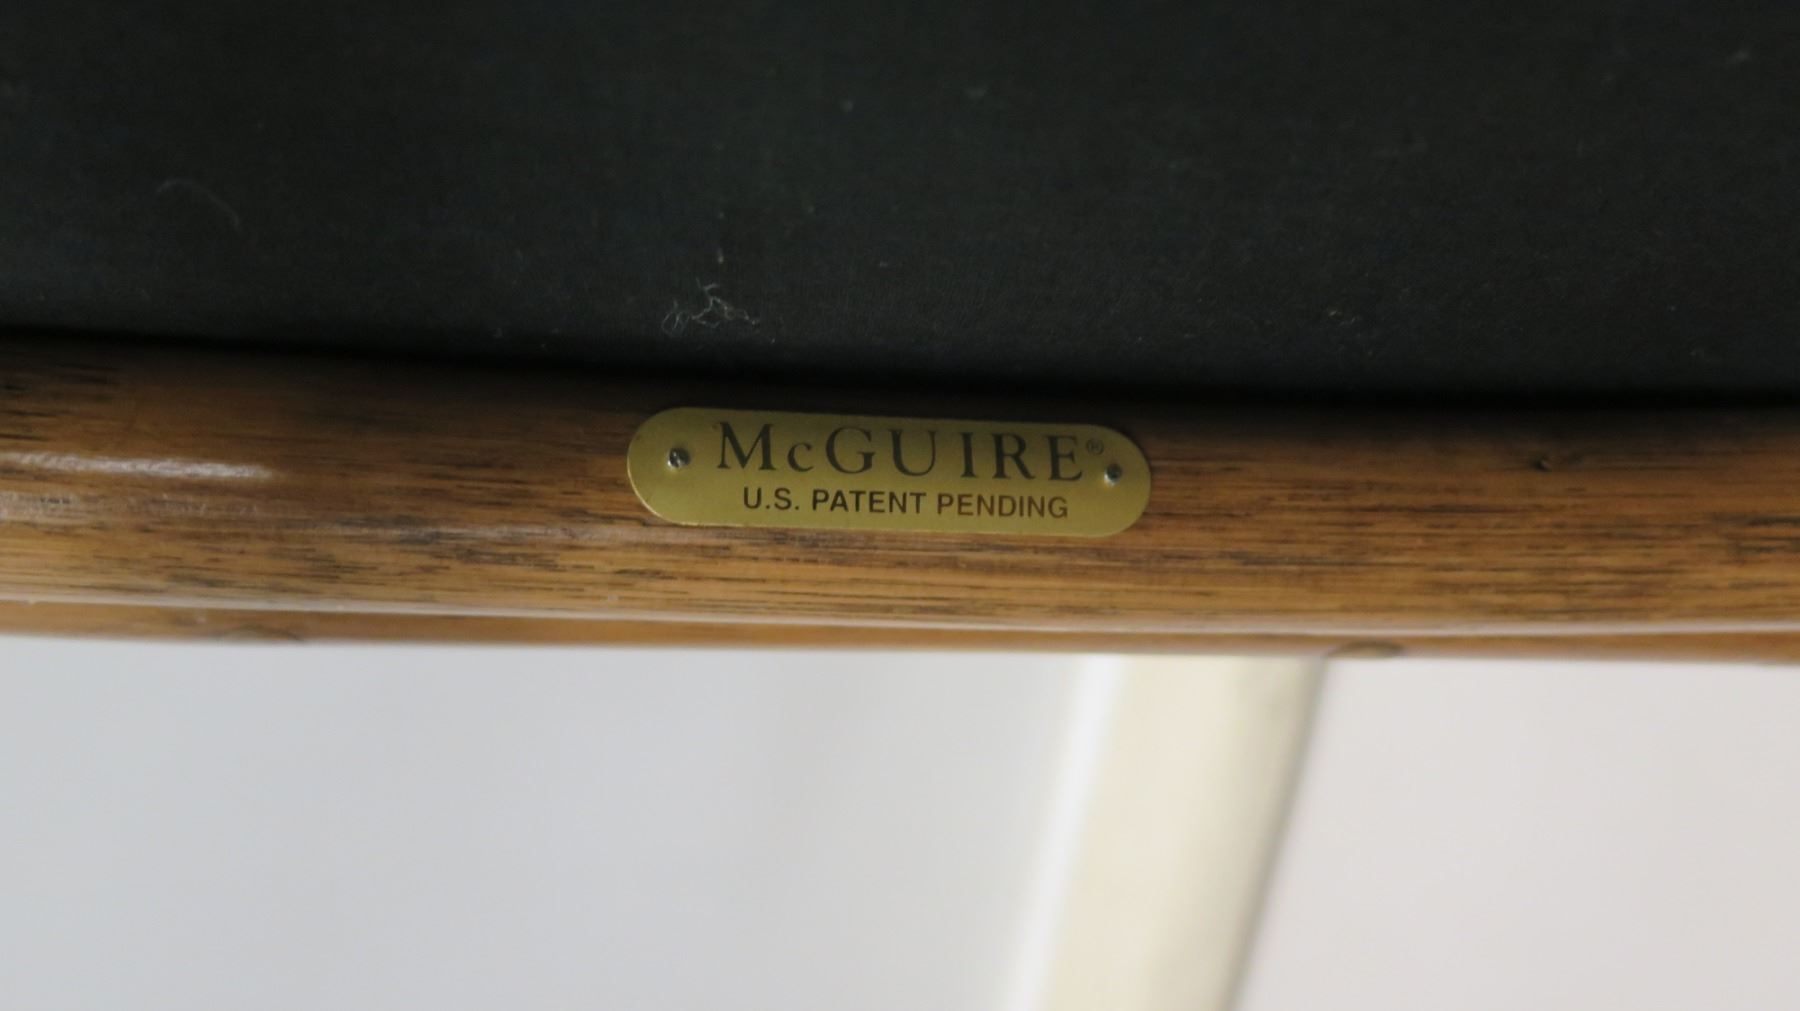 McGUIRE®
U.S. PATENT PENDING